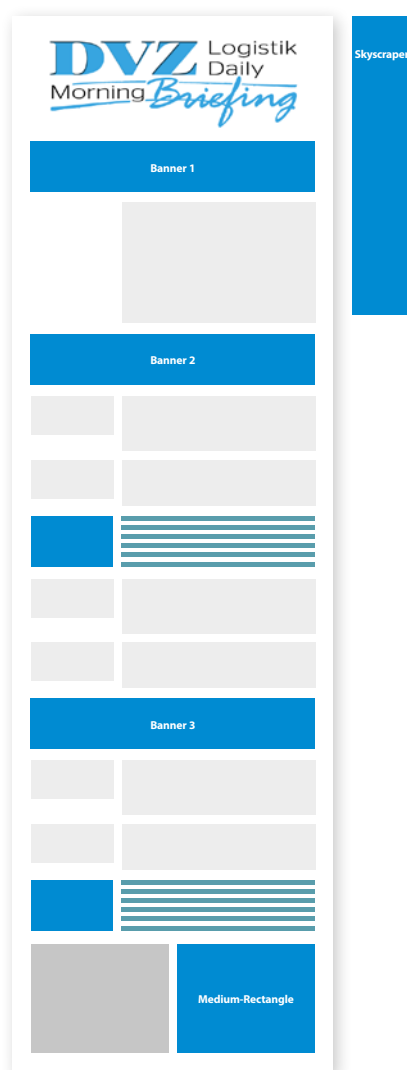 DVZ Logistik
Daily
Morning Briefing
Banner 1
Skyscraper
Banner 2
Banner 3
Medium-Rectangle